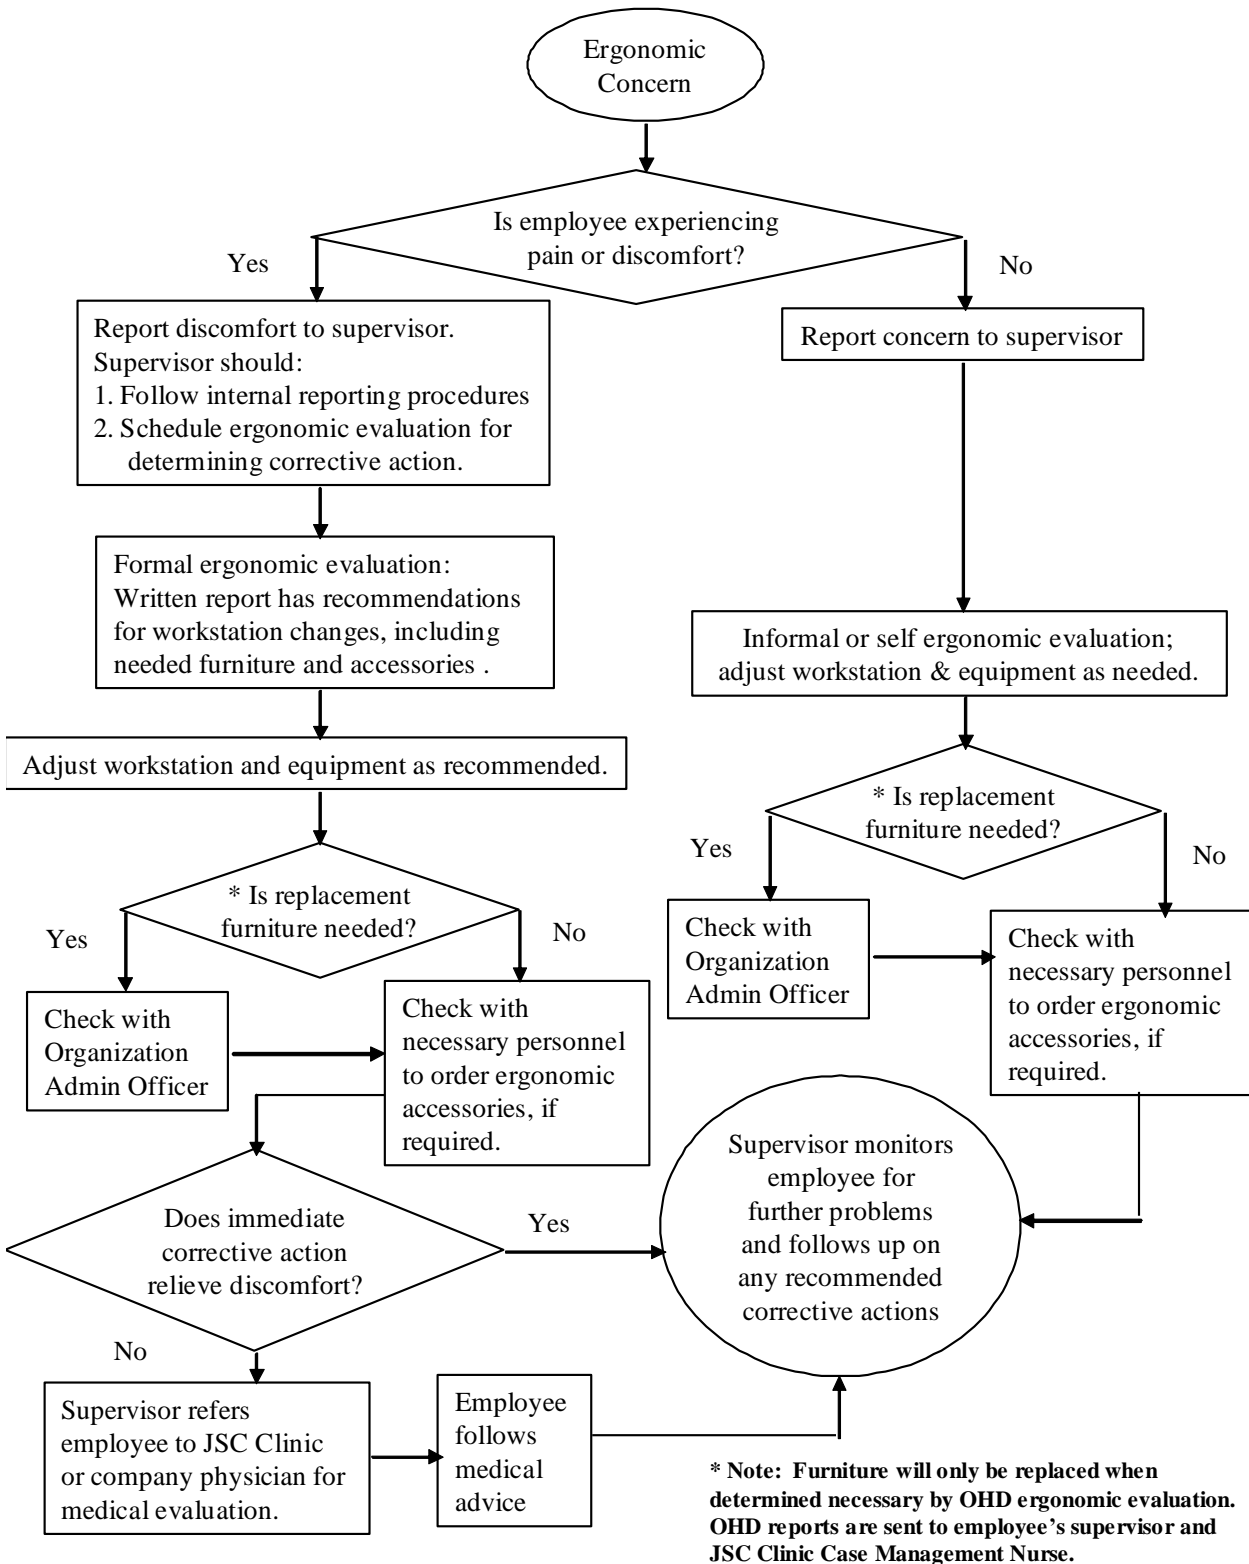 Ergonomic
Concern
Is employee experiencing
pain or discomfort?
Yes
No
Report discomfort to supervisor.
Supervisor should:
1. Follow internal reporting procedures
2. Schedule ergonomic evaluation for
determining corrective action.
Report concern to supervisor
Formal ergonomic evaluation:
Written report has recommendations
for workstation changes, including
needed furniture and accessories .
Informal or self ergonomic evaluation;
adjust workstation & equipment as needed.
Adjust workstation and equipment as recommended.
* Is replacement
furniture needed?
Yes
No
* Is replacement
furniture needed?
Yes
No
Check with
Organization
Admin Officer
Check with
necessary personnel
to order ergonomic
accessories, if
required.
Check with
Organization
Admin Officer
Check with
necessary personnel
to order ergonomic
accessories, if
required.
Does immediate
corrective action
relieve discomfort?
Yes
No
Supervisor monitors
employee for
further problems
and follows up on
any recommended
corrective actions
Supervisor refers
employee to JSC Clinic
or company physician for
medical evaluation.
Employee
follows
medical
advice
* Note: Furniture will only be replaced when
determined necessary by OHD ergonomic evaluation.
OHD reports are sent to employee's supervisor and
JSC Clinic Case Management Nurse.